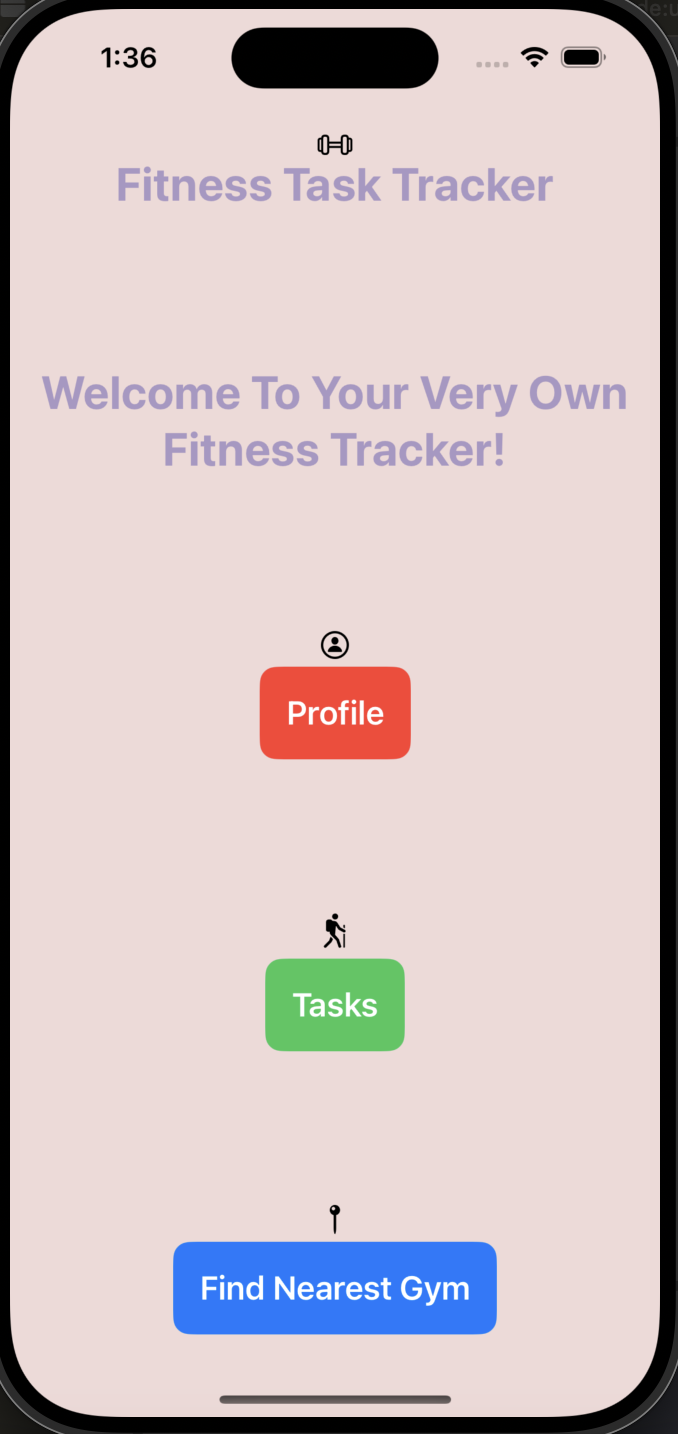 1:36
Fitness Task Tracker
Welcome To Your Very Own
Fitness Tracker!
Profile
Tasks
Find Nearest Gym